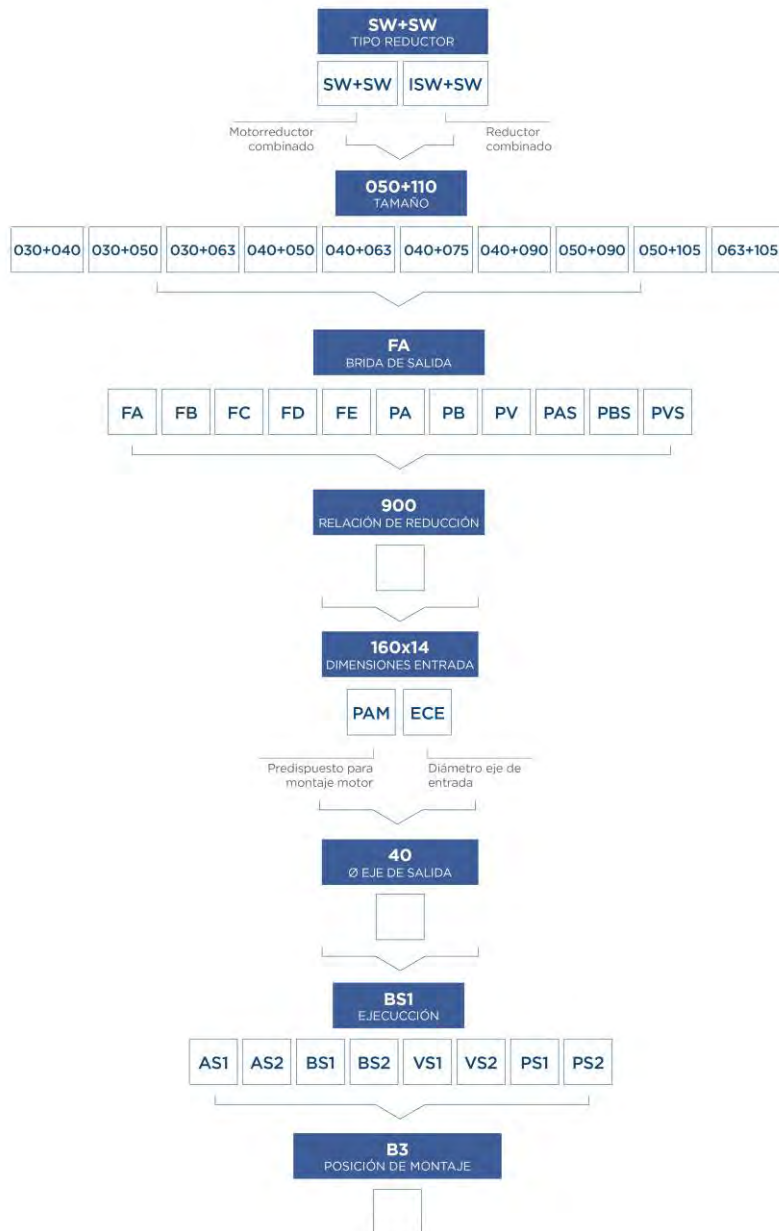 SW+SW
TIPO REDUCTOR
SW+SW ISW+SW
Motorreductor combinado
Reductor combinado
050+110
TAMAÑO
030+040 030+050 030+063 040+050 040+063 040+075 040+090 050+090 050+105 063+105
FA
BRIDA DE SALIDA
FA FB FC FD FE PA PB PV PAS PBS PVS
900
RELACIÓN DE REDUCCIÓN
160x14
DIMENSIONES ENTRADA
PAM ECE
Predispuesto para montaje motor
Diámetro eje de entrada
40
Ø EJE DE SALIDA
BS1
EJECUCCIÓN
AS1 AS2 BS1 BS2 VS1 VS2 PS1 PS2
B3
POSICIÓN DE MONTAJE